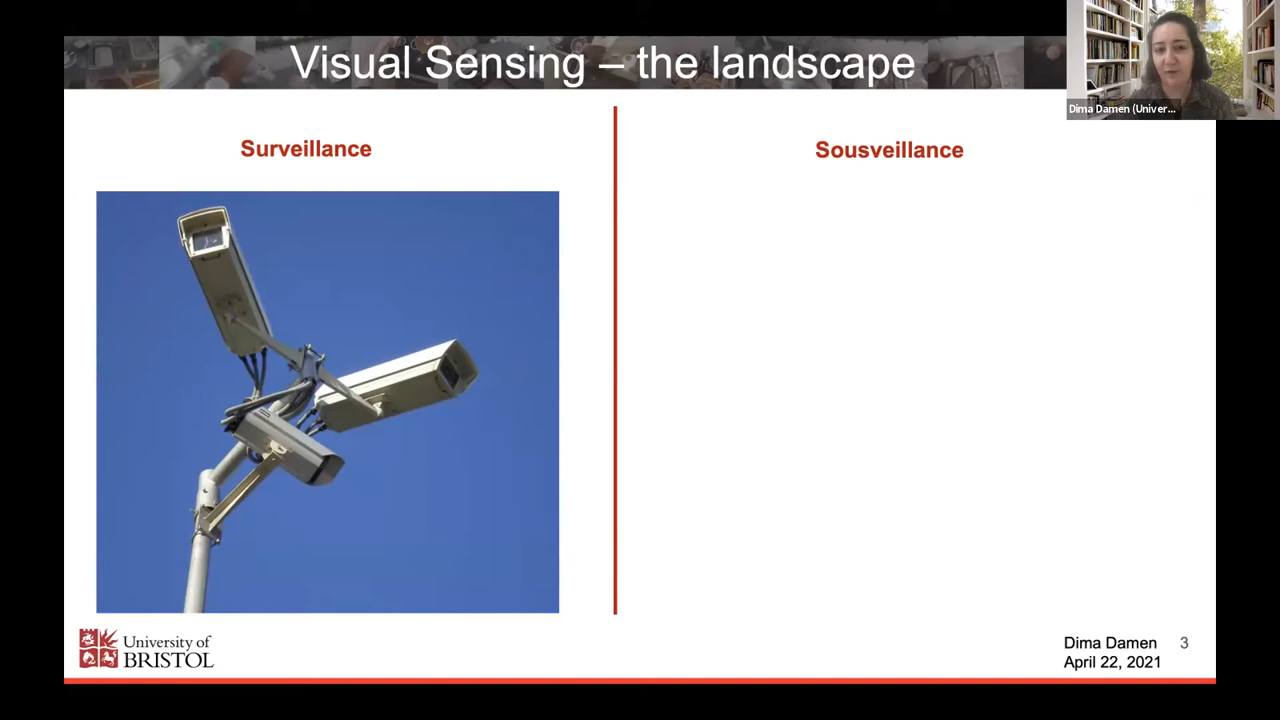 Visual Sensing – the landscape
Dima Damen (Univer...
Surveillance
Sousveillance
University of
BRISTOL
Dima Damen 3
April 22, 2021